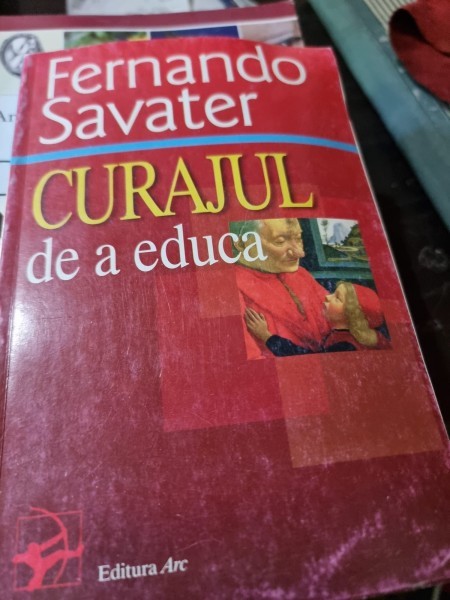 Fernando
Savater
CURAJUL
de a educa
Editura Arc